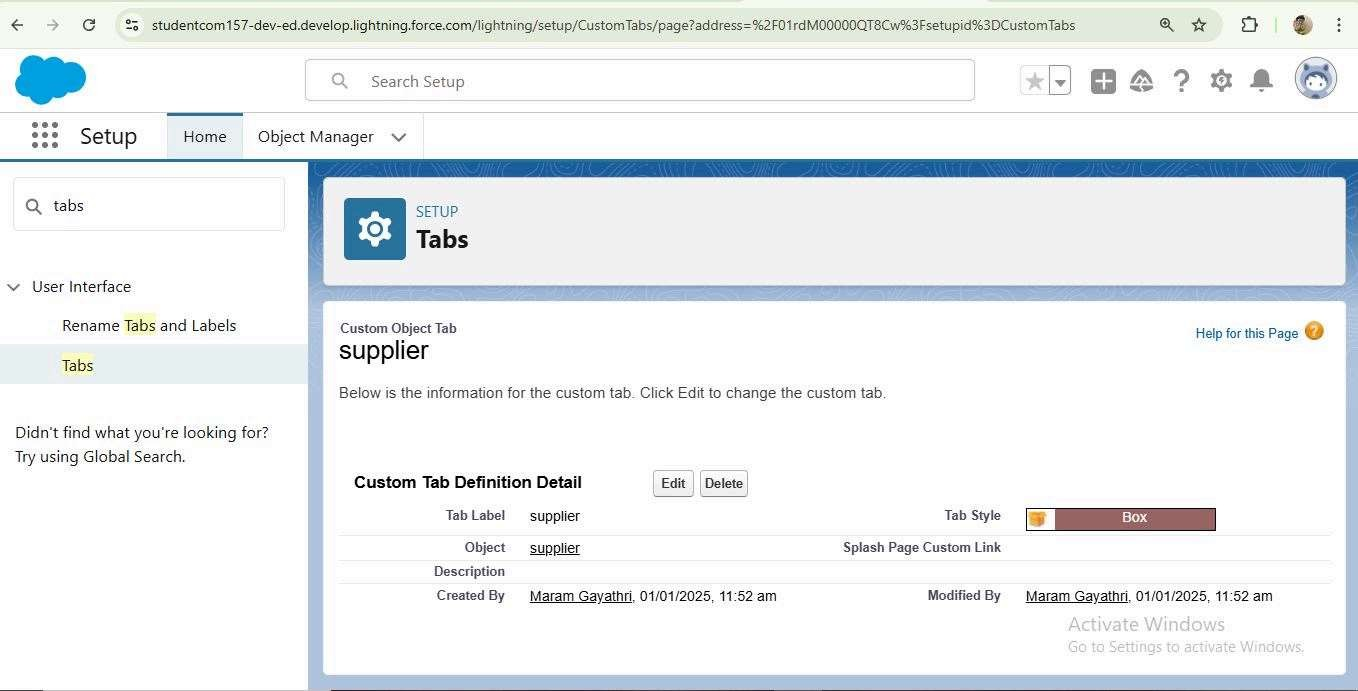 studentcom157-dev-ed.develop.lightning.force.com/lightning/setup/CustomTabs/page?address=%2F01rdM00000QT8Cw%3Fsetupid%3DCustomTabs
Search Setup
Setup
Home
Object Manager
tabs
User Interface
Rename Tabs and Labels
Tabs
Didn't find what you're looking for?
Try using Global Search.
SETUP
Tabs
Custom Object Tab
supplier
Help for this Page
Below is the information for the custom tab. Click Edit to change the custom tab.
Custom Tab Definition Detail Edit Delete
Tab Label supplier Tab Style Box
Object supplier Splash Page Custom Link
Description
Created By Maram Gayathri, 01/01/2025, 11:52 am Modified By Maram Gayathri, 01/01/2025, 11:52 am
Activate Windows
Go to Settings to activate Windows.